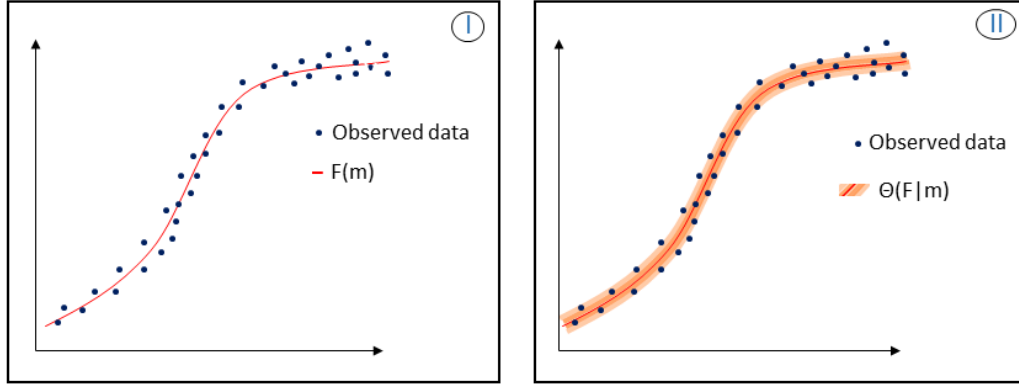 I
Observed data
F(m)
II
Observed data
Θ(F|m)